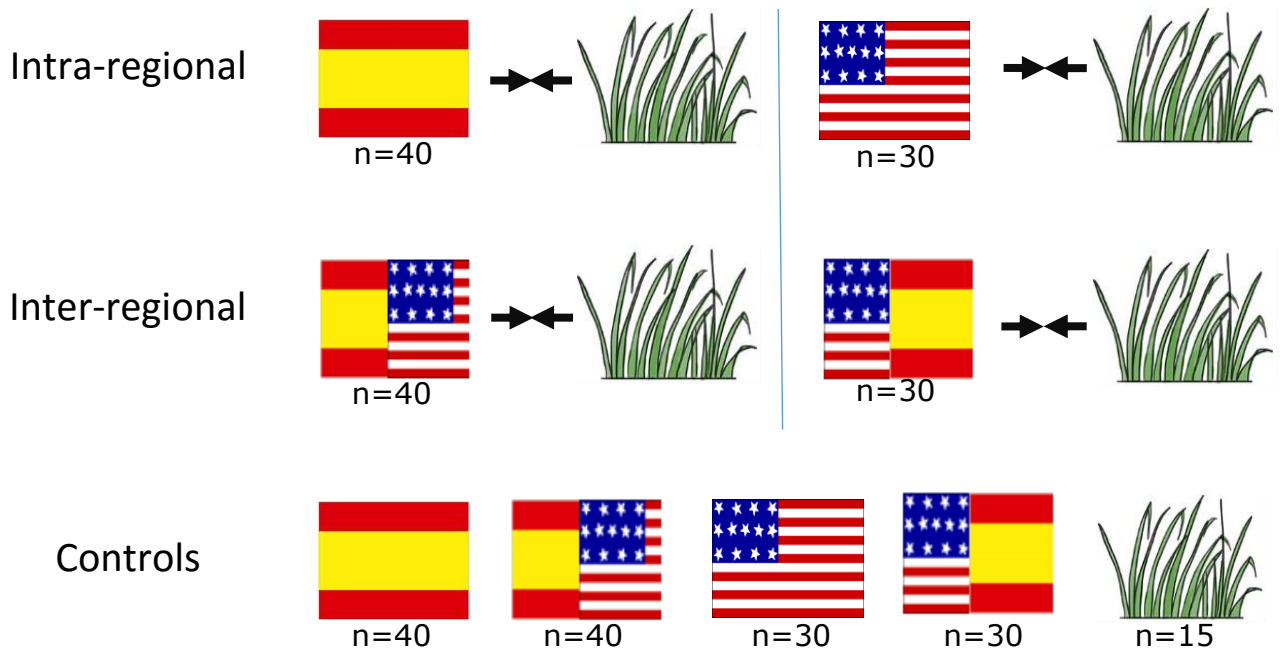 Intra-regional
n=40
n=30
Inter-regional
n=40
n=30
Controls
n=40
n=40
n=30
n=30
n=15